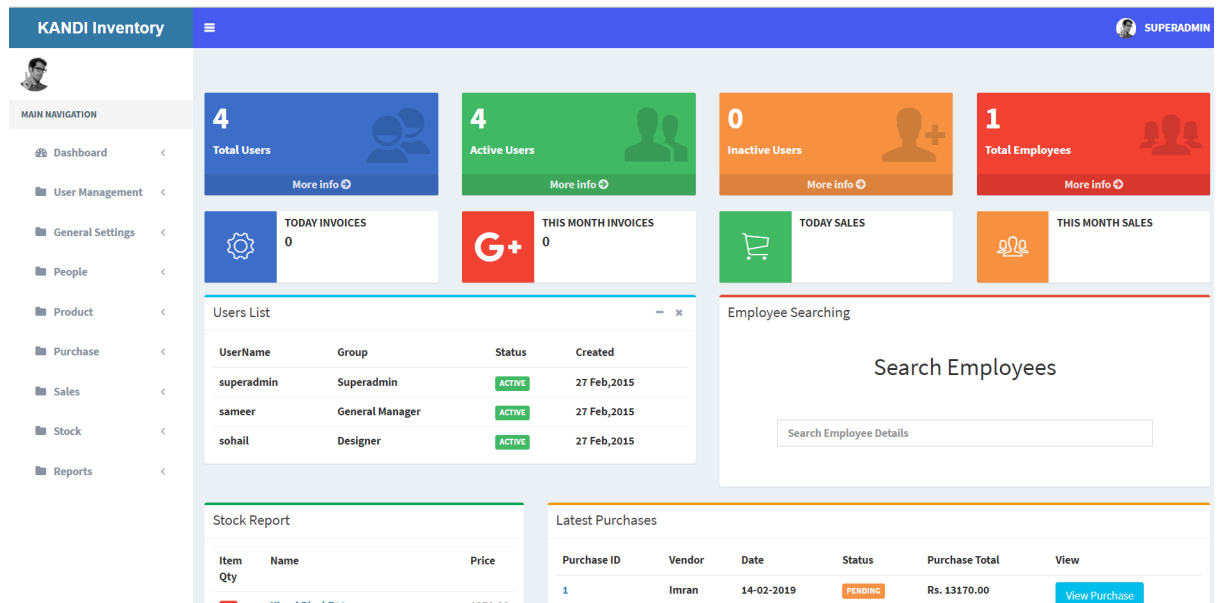 KANDI Inventory
SUPERADMIN
MAIN NAVIGATION
Dashboard
User Management
General Settings
People
Product
Purchase
Sales
Stock
Reports
4
Total Users
More info
4
Active Users
More info
0
Inactive Users
More info
1
Total Employees
More info
TODAY INVOICES
0
G+
THIS MONTH INVOICES
0
TODAY SALES
THIS MONTH SALES
Users List
UserName Group Status Created
superadmin Superadmin ACTIVE 27 Feb,2015
sameer General Manager ACTIVE 27 Feb,2015
sohail Designer ACTIVE 27 Feb,2015
Employee Searching
Search Employees
Search Employee Details
Stock Report
Item Name Price
Qty
Latest Purchases
Purchase ID Vendor Date Status Purchase Total View
1 Imran 14-02-2019 PENDING Rs. 13170.00 View Purchase